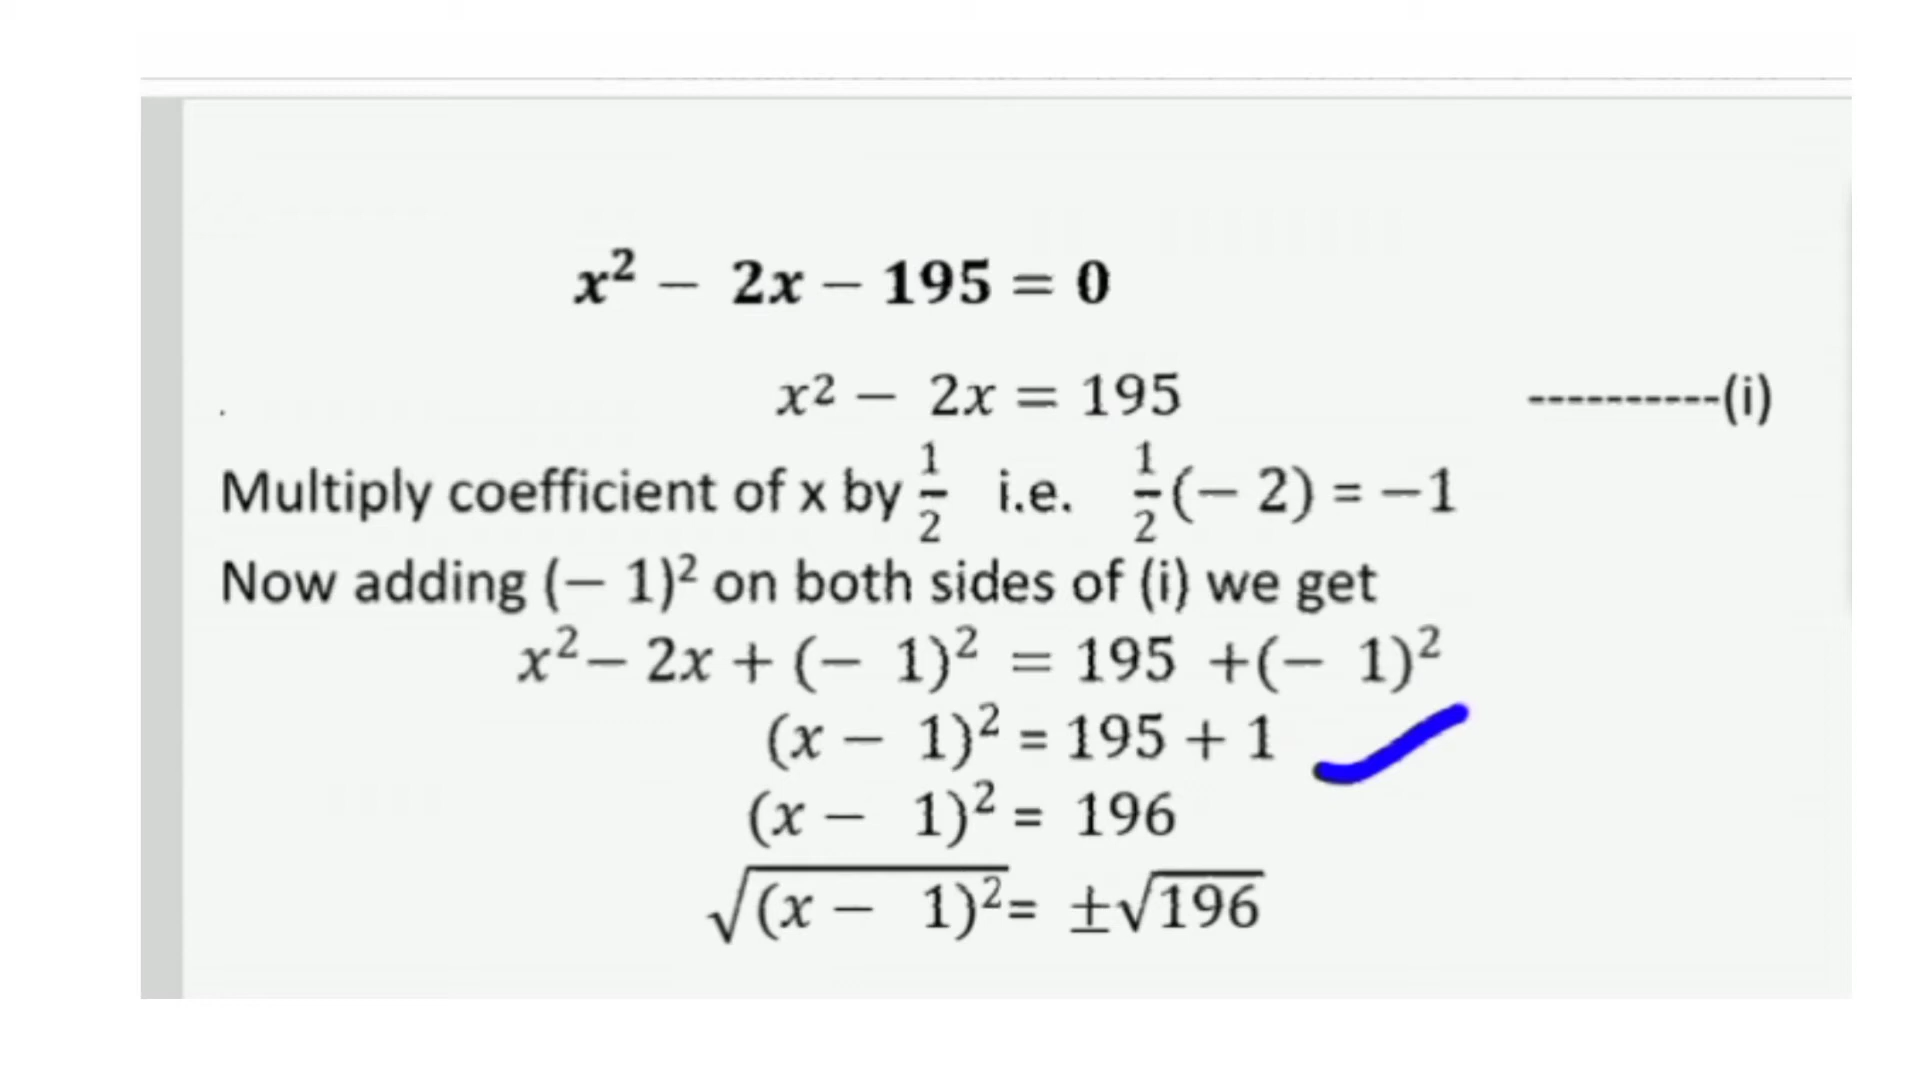 x² − 2x − 195 = 0
x² − 2x = 195 ----------(i)
Multiply coefficient of x by 1/2 i.e. 1/2(− 2) = −1
Now adding (− 1)² on both sides of (i) we get
x² − 2x + (− 1)² = 195 +(− 1)²
(x − 1)² = 195 + 1
(x − 1)² = 196
√(x − 1)² = ±√196